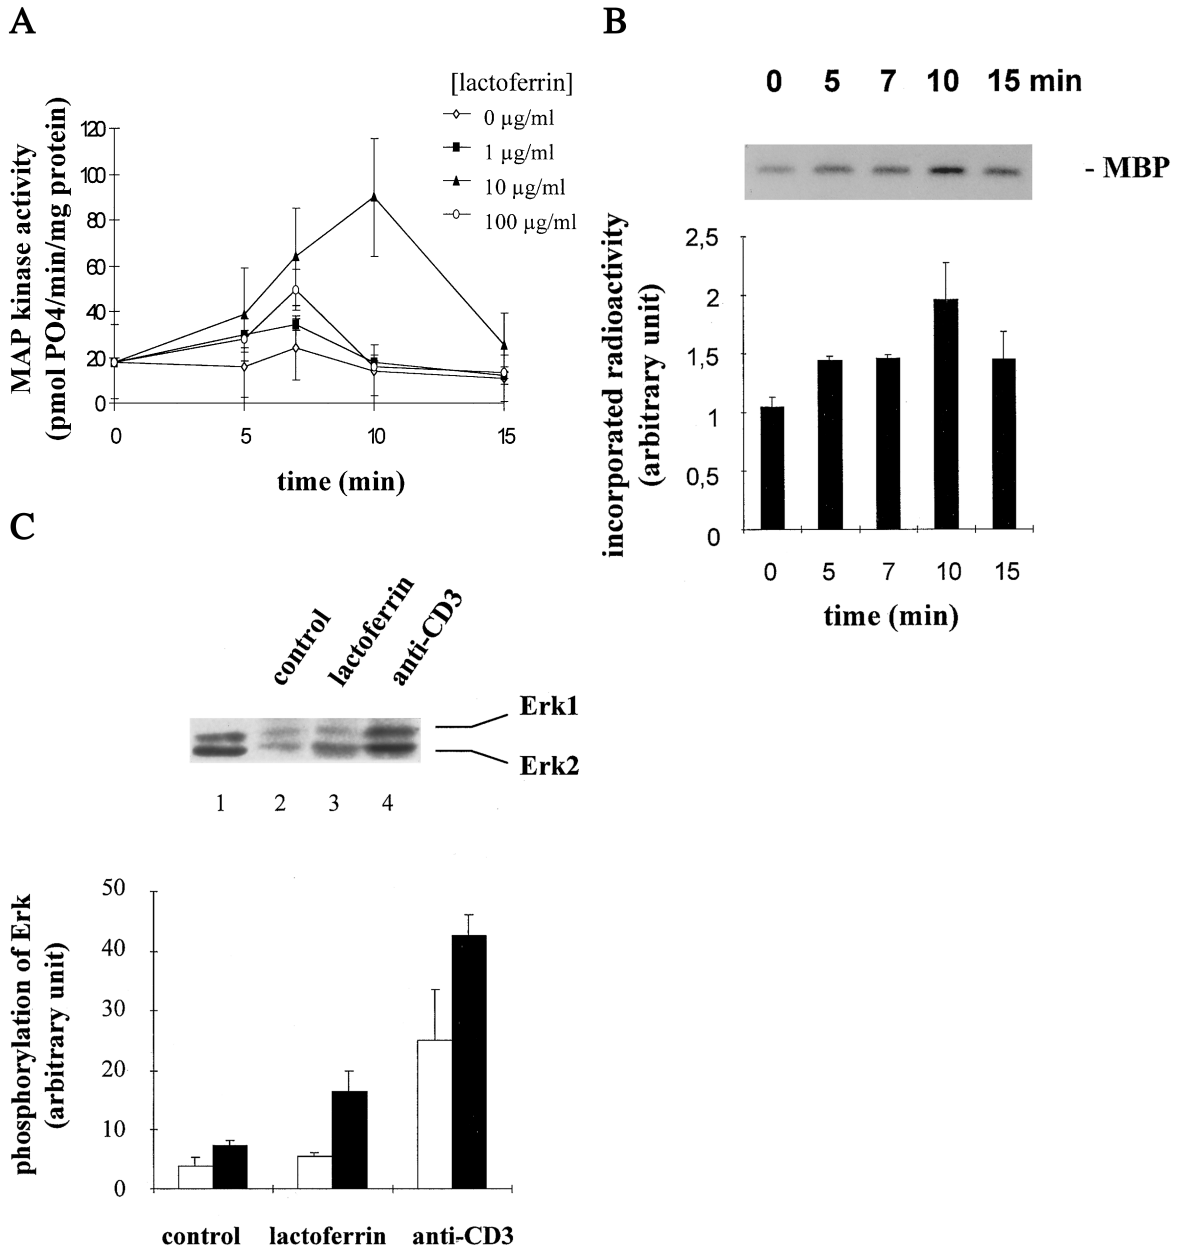 A
[lactoferrin]
0 µg/ml
1 µg/ml
10 µg/ml
100 µg/ml
MAP kinase activity
(pmol PO4/min/mg protein)
120
100
80
60
40
20
0
0 5 10 15
time (min)
B
0 5 7 10 15 min
- MBP
incorporated radioactivity
(arbitrary unit)
2,5
2
1,5
1
0,5
0
0 5 7 10 15
time (min)
C
control lactoferrin anti-CD3
Erk1
Erk2
1 2 3 4
phosphorylation of Erk
(arbitrary unit)
50
40
30
20
10
0
control lactoferrin anti-CD3